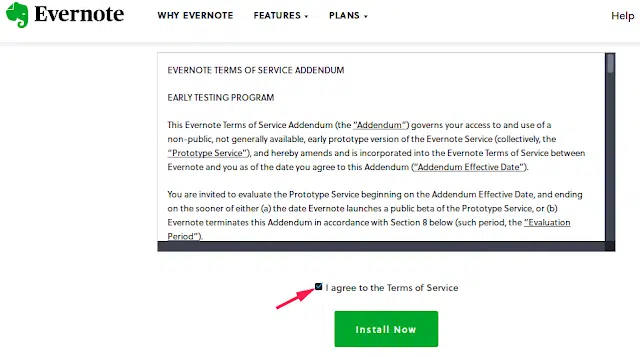 Evernote WHY EVERNOTE FEATURES PLANS Help
EVERNOTE TERMS OF SERVICE ADDENDUM
EARLY TESTING PROGRAM
This Evernote Terms of Service Addendum (the "Addendum") governs your access to and use of a
non-public, not generally available, early prototype version of the Evernote Service (collectively, the
"Prototype Service"), and hereby amends and is incorporated into the Evernote Terms of Service between
Evernote and you as of the date you agree to this Addendum ("Addendum Effective Date").
You are invited to evaluate the Prototype Service beginning on the Addendum Effective Date, and ending
on the sooner of either (a) the date Evernote launches a public beta of the Prototype Service, or (b)
Evernote terminates this Addendum in accordance with Section 8 below (such period, the "Evaluation
Period").
I agree to the Terms of Service
Install Now